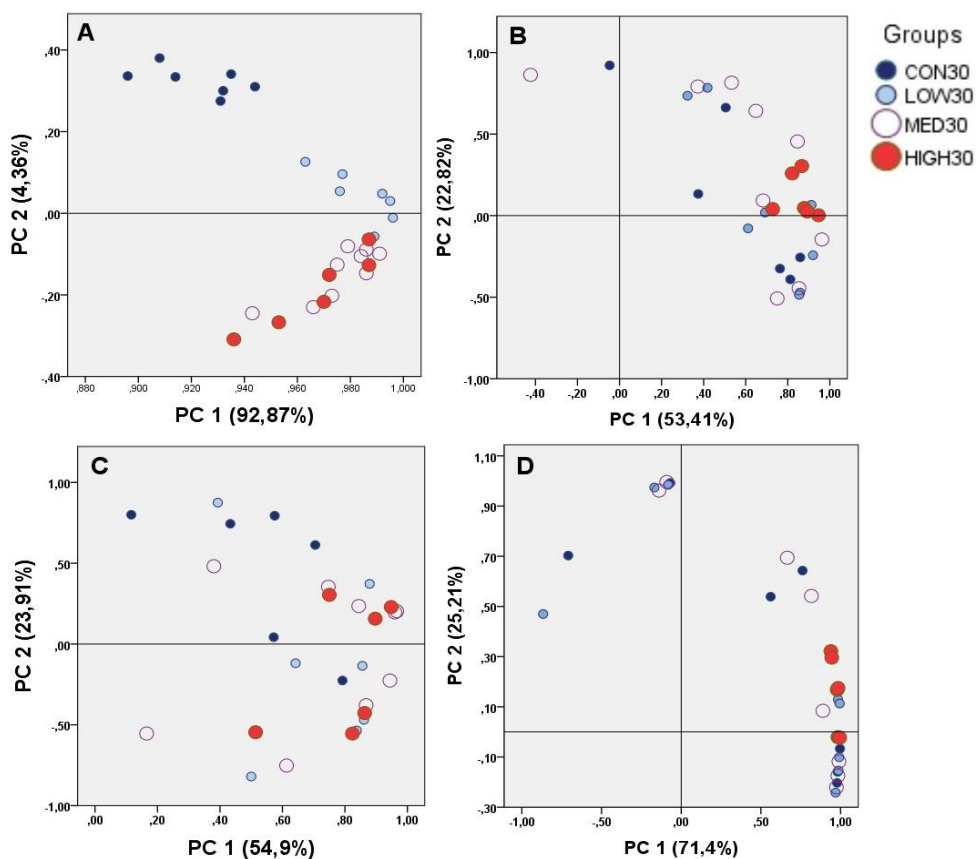 A
,40
,20
,00
-,20
-,40
PC 2 (4,36%)
,880 ,900 ,920 ,940 ,960 ,980 1,000
PC 1 (92,87%)
B
1,00
,50
,00
-,50
-1,00
PC 2 (22,82%)
-,40 ,00 ,20 ,40 ,60 ,80 1,00
PC 1 (53,41%)
Groups
CON30
LOW30
MED30
HIGH30
C
1,00
,50
,00
-,50
-1,00
PC 2 (23,91%)
,00 ,20 ,40 ,60 ,80 1,00
PC 1 (54,9%)
D
1,10
,90
,70
,50
,30
,10
-,10
-,30
PC 2 (25,21%)
-1,00 -,50 ,00 ,50 1,00
PC 1 (71,4%)